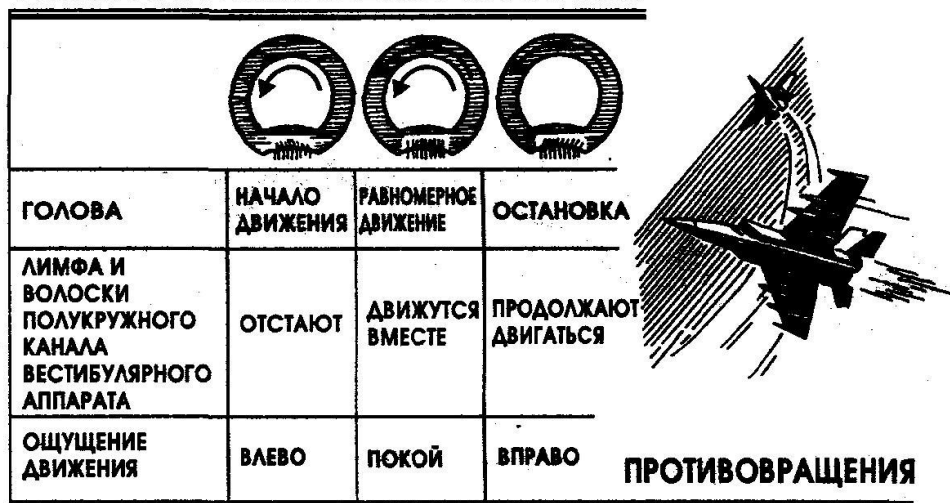 ГОЛОВА
НАЧАЛО
ДВИЖЕНИЯ
РАВНОМЕРНОЕ
ДВИЖЕНИЕ
ОСТАНОВКА
ЛИМФА И
ВОЛОСКИ
ПОЛУКРУЖНОГО
КАНАЛА
ВЕСТИБУЛЯРНОГО
АППАРАТА
ОТСТАЮТ
ДВИЖУТСЯ
ВМЕСТЕ
ПРОДОЛЖАЮТ
ДВИГАТЬСЯ
ОЩУЩЕНИЕ
ДВИЖЕНИЯ
ВЛЕВО
ПОКОЙ
ВПРАВО
ПРОТИВОВРАЩЕНИЯ